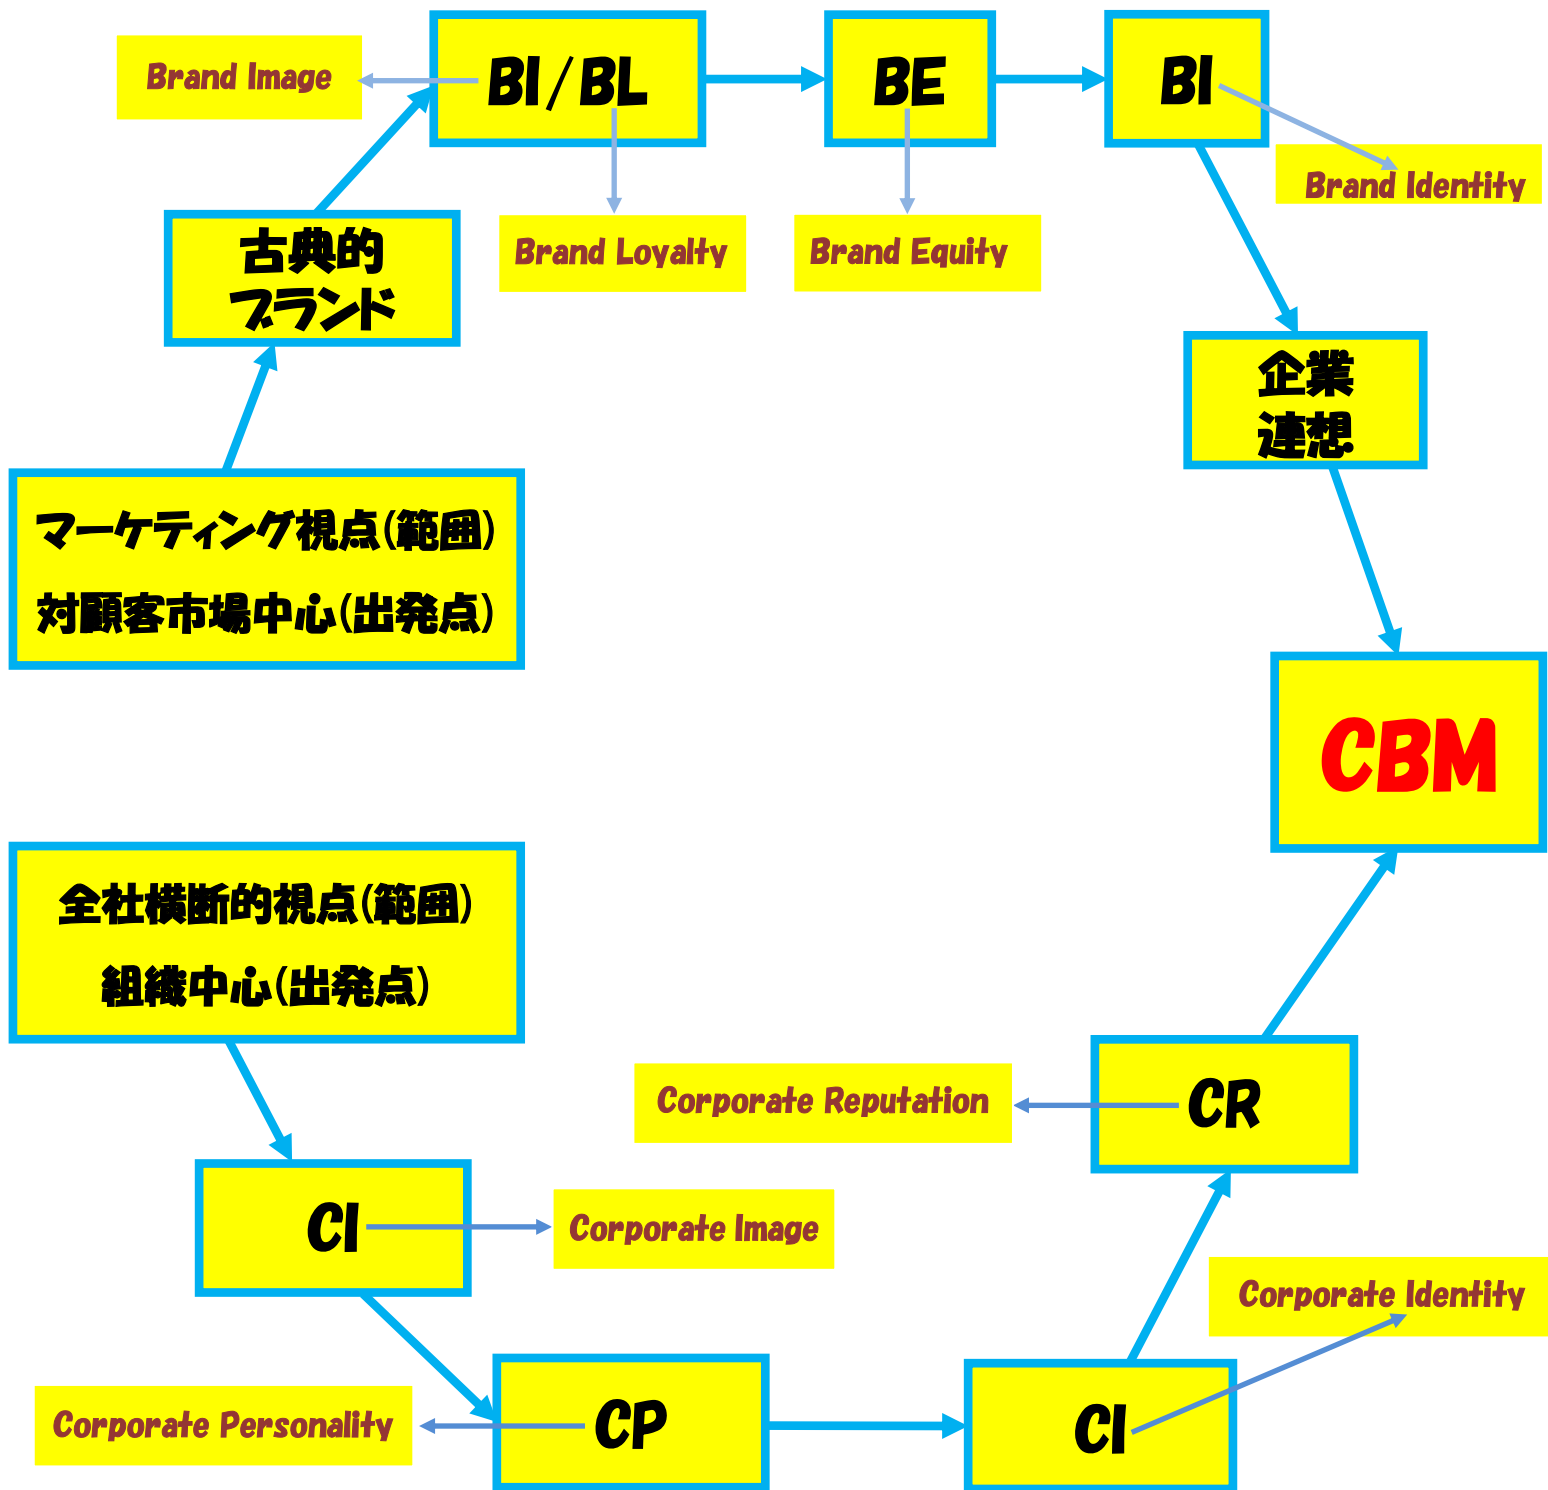 Brand Image
BI/BL
BE
BI
Brand Identity
Brand Loyalty
Brand Equity
古典的
ブランド
企業
連想
マーケティング視点(範囲)
対顧客市場中心(出発点)
CBM
全社横断的視点(範囲)
組織中心(出発点)
Corporate Reputation
CR
CI
Corporate Image
Corporate Identity
Corporate Personality
CP
CI